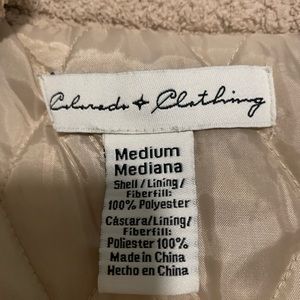 Colorado + Clothing
Medium
Mediana
Shell / Lining /
Fiberfill:
100% Polyester
Cáscara/Lining/
Fiberfill:
Poliester 100%
Made in China
Hecho en China